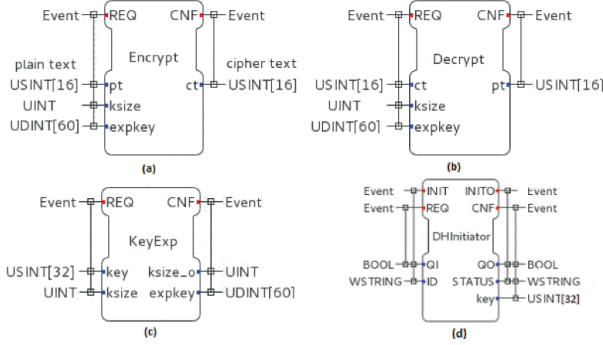 Event REQ CNF Event
Encrypt
plain text cipher text
USINT[16] pt ct USINT[16]
UINT ksize
UDINT[60] expkey
(a)
Event REQ CNF Event
Decrypt
USINT[16] ct pt USINT[16]
UINT ksize
UDINT[60] expkey
(b)
Event REQ CNF Event
KeyExp
USINT[32] key ksize_o UINT
UINT ksize expkey UDINT[60]
(c)
Event INIT INITO Event
Event REQ CNF Event
DHInitiator
BOOL QI QO BOOL
WSTRING ID STATUS WSTRING
key USINT[32]
(d)